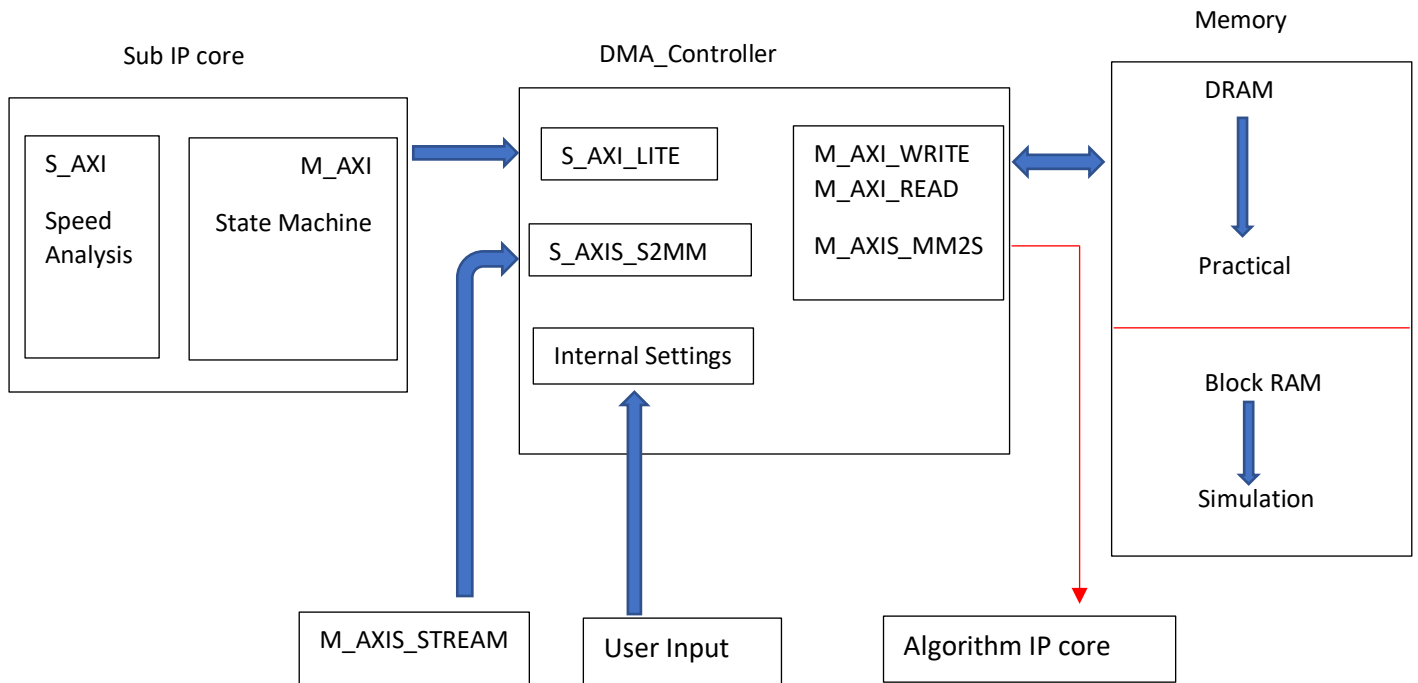 Sub IP core
S_AXI
Speed
Analysis
M_AXI
State Machine
DMA_Controller
S_AXI_LITE
S_AXIS_S2MM
Internal Settings
M_AXI_WRITE
M_AXI_READ
M_AXIS_MM2S
Memory
DRAM
Practical
Block RAM
Simulation
M_AXIS_STREAM
User Input
Algorithm IP core